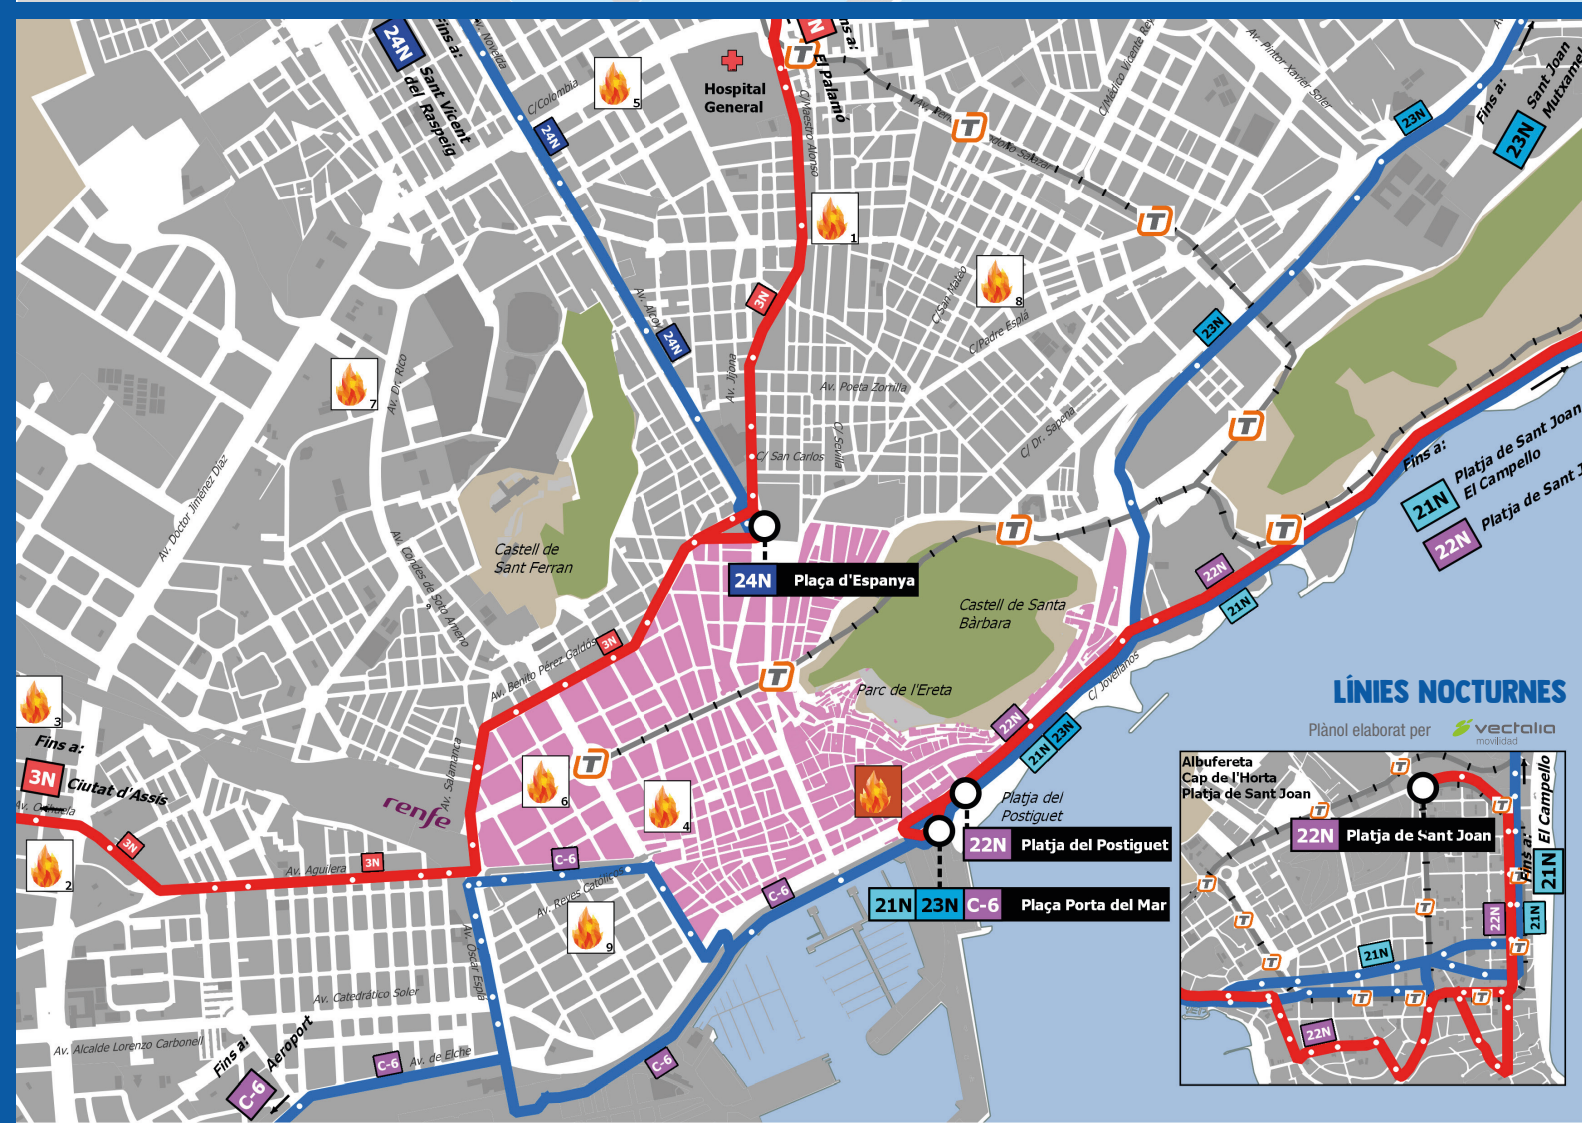 Av. Novelda
24N
Fins a:
Sant Vicent
del Raspeig
C/Colombia
5
24N
Hospital
General
N
El Palamó
C/Maestro Alonso
C/Médico Vicente
Av. Pintor Xavier Soler
23N
Fins a:
Sant Joan
23N
1
8
C/San Mateo
C/Padre Esplá
3N
Av. Alcoy
24N
23N
Av. Jijona
Av. Poeta Zorrilla
7
Av. Dr. Rico
C/ Sevilla
C/ San Carlos
C/ Dr. Sapena
Fins a:
21N
Platja de Sant Joan
El Campello
22N
Platja de Sant J
Av. Doctor Jiménez Díaz
Castell de
Sant Ferran
Av. Condes de Soto Ameno
9
24N Plaça d'Espanya
22N
21N
Castell de Santa
Bàrbara
3N
Av. Benito Pérez Galdós
C/ Jovellanos
Parc de l'Ereta
LÍNIES NOCTURNES
Plànol elaborat per
vectalia
movilidad
3
Fins a:
3N
Ciutat d'Assís
22N
21N 23N
Av. Salamanca
renfe
6
4
Platja del
Postiguet
22N Platja del Postiguet
3N
2
Av. Aguilera
3N
C-6
Av. Reyes Católicos
C-6
21N 23N C-6 Plaça Porta del Mar
9
Av. Oscar Esplá
Av. Catedrático Soler
Av. Alcalde Lorenzo Carbonell
Fins a:
Aeroport
C-6
C-6
Av. de Elche
C-6
Albufereta
Cap de l'Horta
Platja de Sant Joan
22N Platja de Sant Joan
Fins a:
El Campello
21N
22N
21N
21N
22N